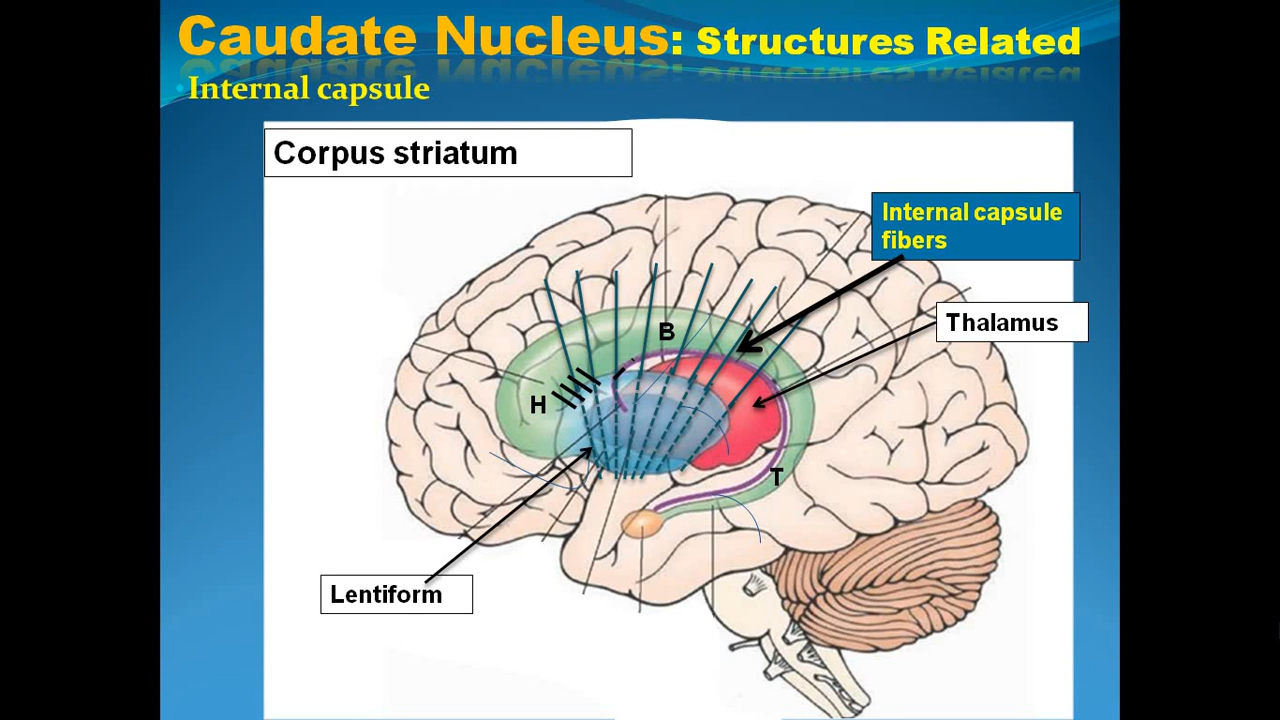 Caudate Nucleus: Structures Related
•Internal capsule
Corpus striatum
Internal capsule
fibers
Thalamus
B
H
T
Lentiform